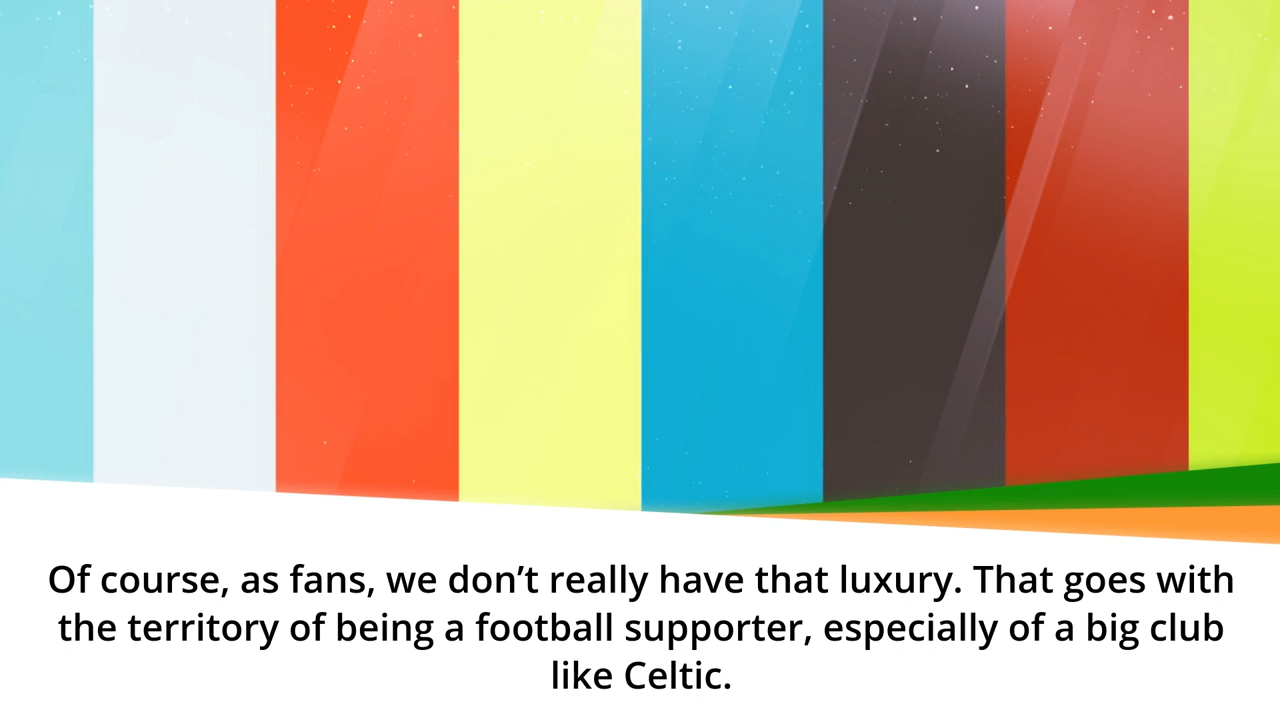 Of course, as fans, we don’t really have that luxury. That goes with
the territory of being a football supporter, especially of a big club
like Celtic.